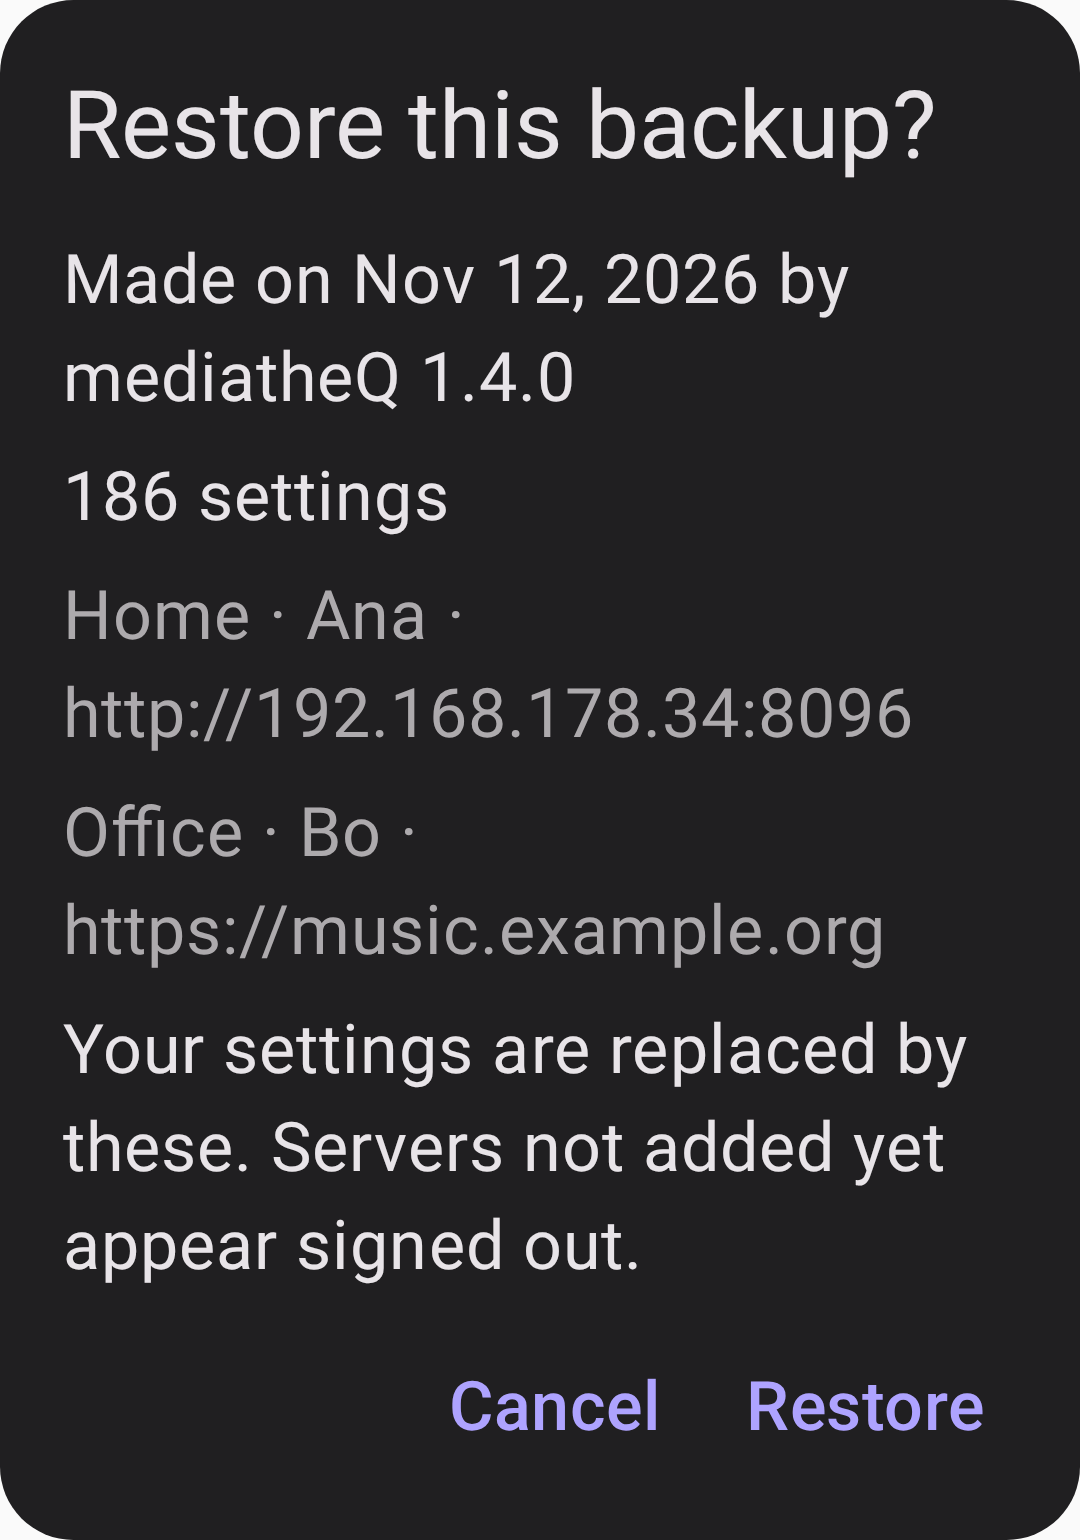 Restore this backup?
Made on Nov 12, 2026 by
mediatheQ 1.4.0
186 settings
Home · Ana ·
http://192.168.178.34:8096
Office · Bo ·
https://music.example.org
Your settings are replaced by
these. Servers not added yet
appear signed out.
Cancel Restore